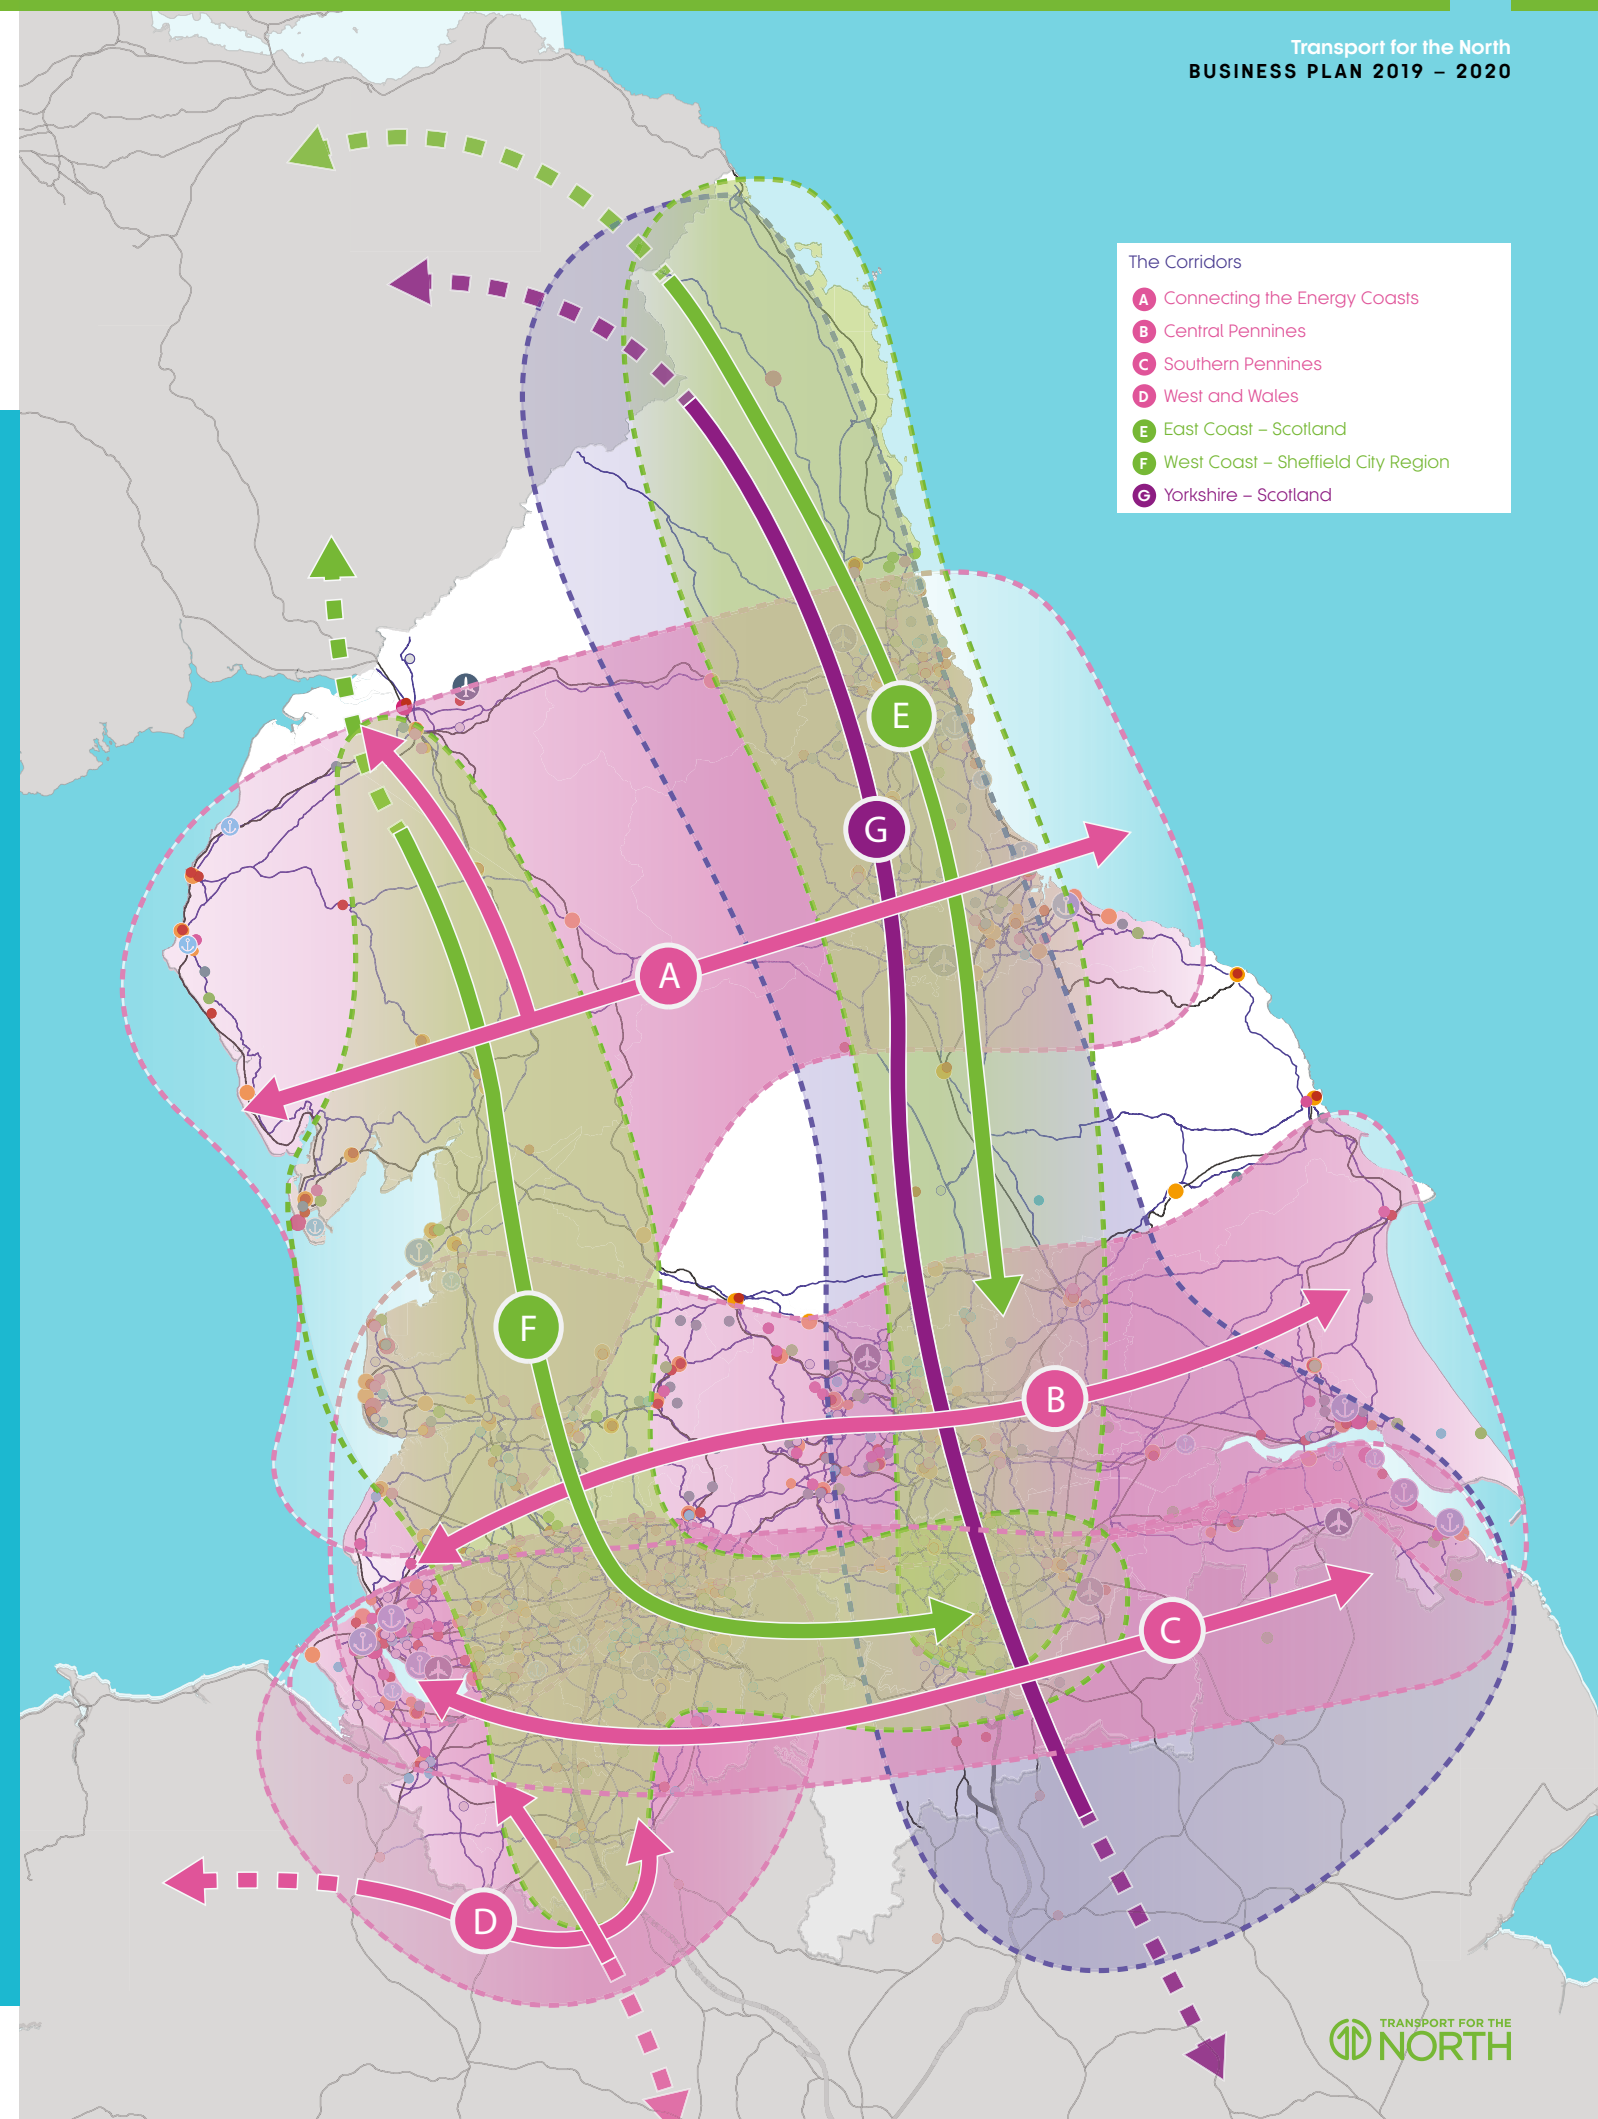 Transport for the North
BUSINESS PLAN 2019 – 2020
The Corridors
A Connecting the Energy Coasts
B Central Pennines
C Southern Pennines
D West and Wales
E East Coast – Scotland
F West Coast – Sheffield City Region
G Yorkshire – Scotland
E
G
A
F
B
C
D
TRANSPORT FOR THE
NORTH